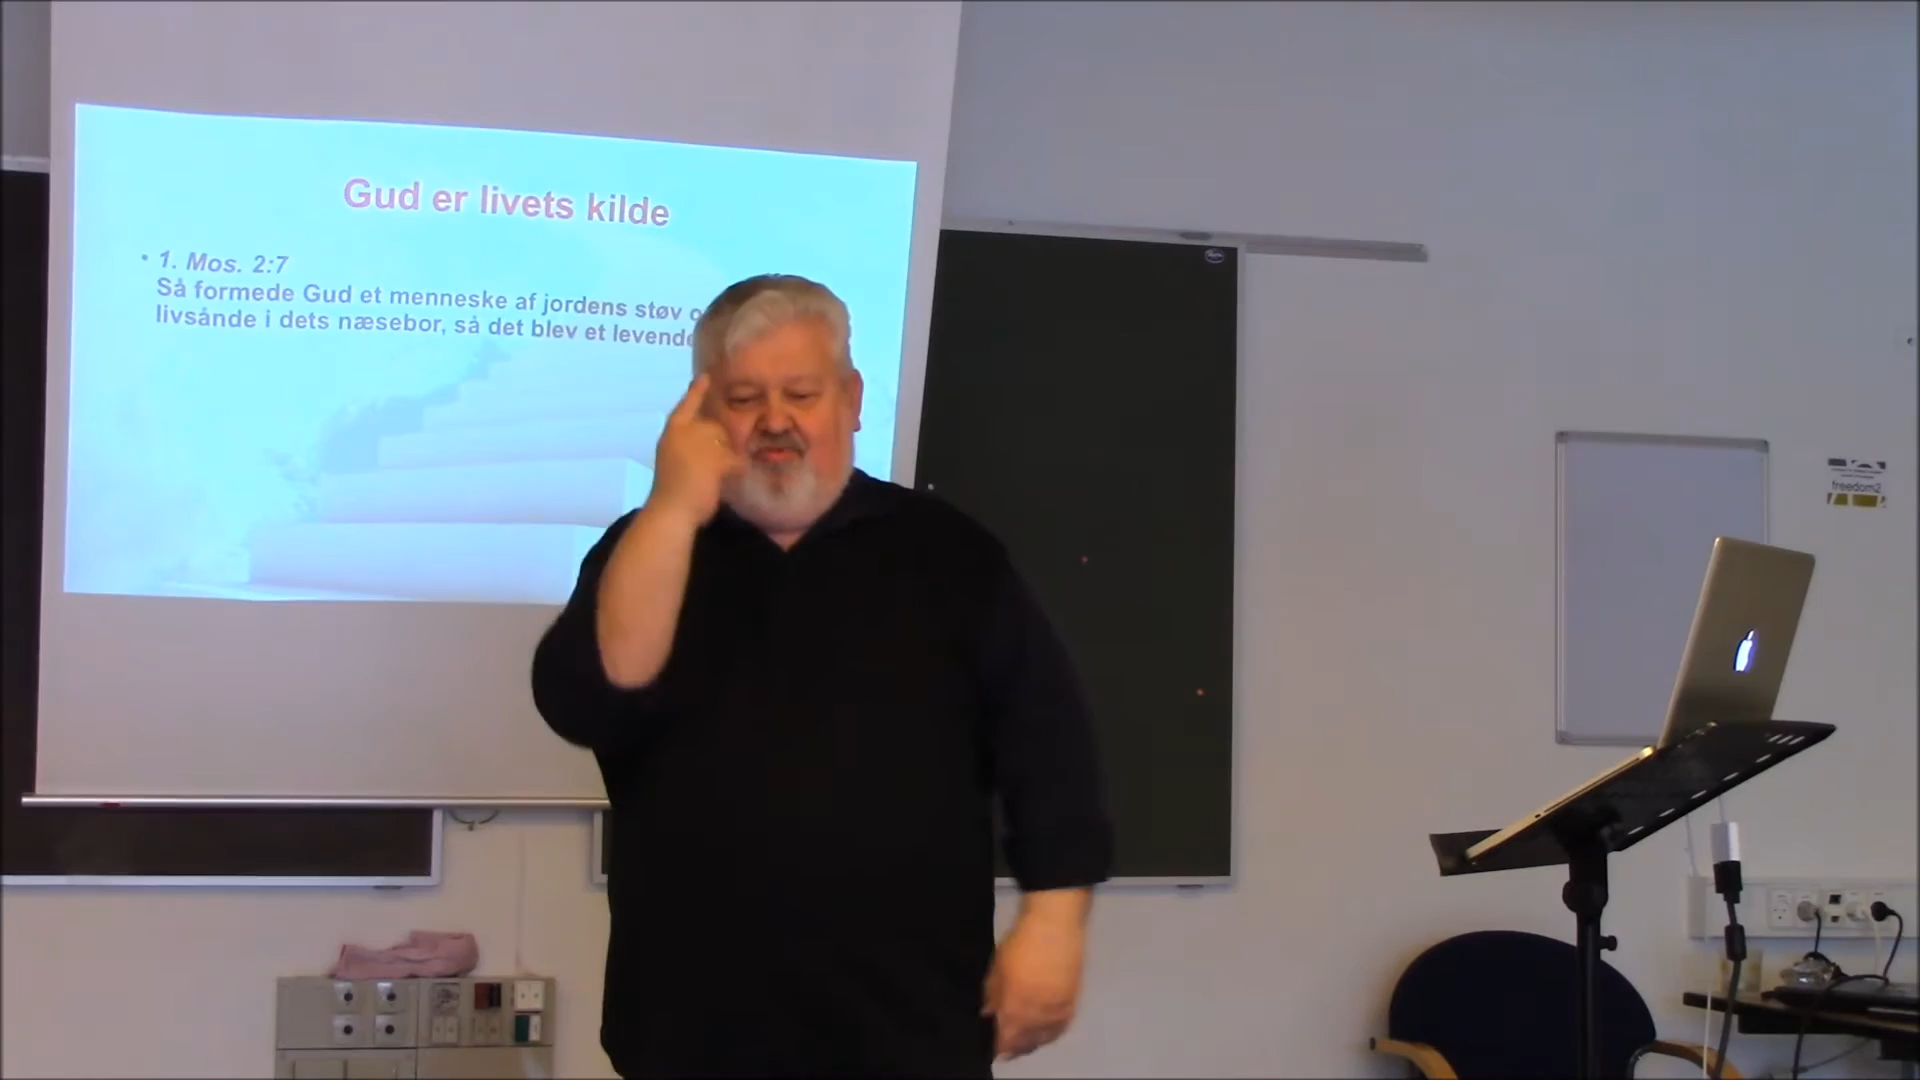 Gud er livets kilde
• 1. Mos. 2:7
Så formede Gud et menneske af jordens støv
livsånde i dets næsebor, så det blev et levende
freedom2